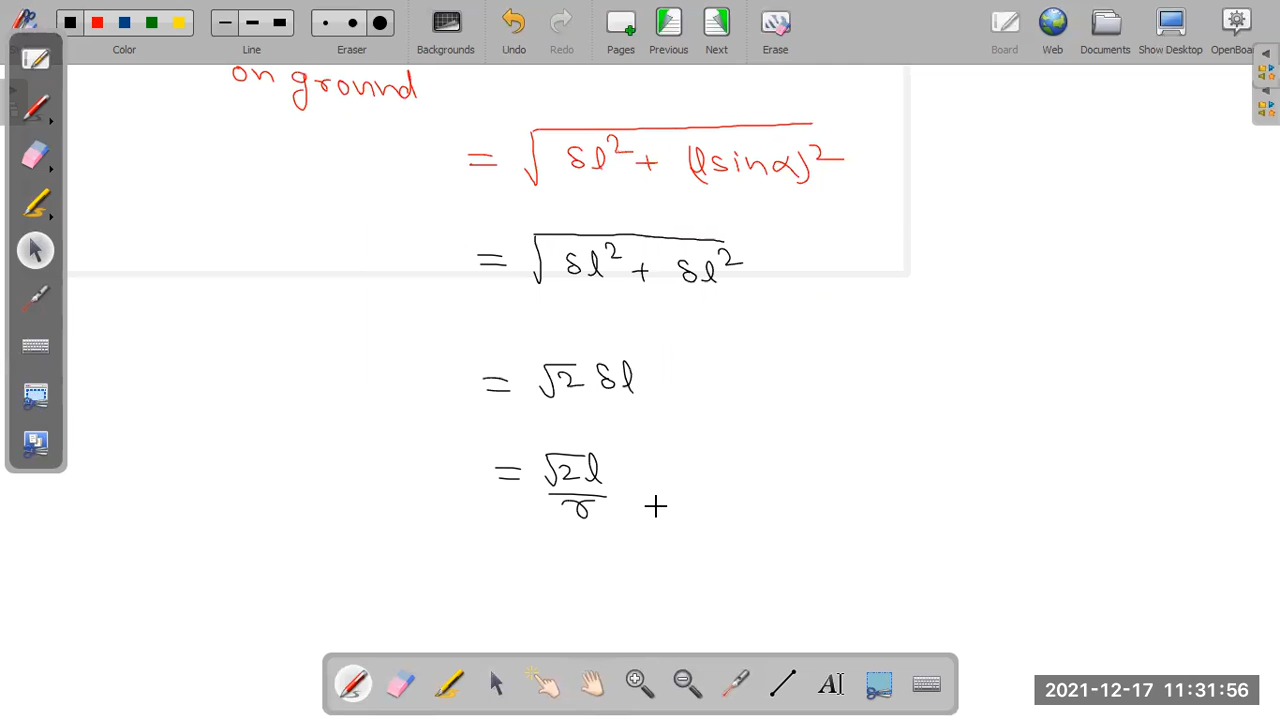 Color
Line
Eraser
Backgrounds
Undo
Redo
Pages
Previous
Next
Erase
Board
Web
Documents
Show Desktop
OpenBoa
on ground
= √(δl² + (l sinα)²)
= √(δl² + δl²)
= √2 δl
= √2 l / r
2021-12-17 11:31:56